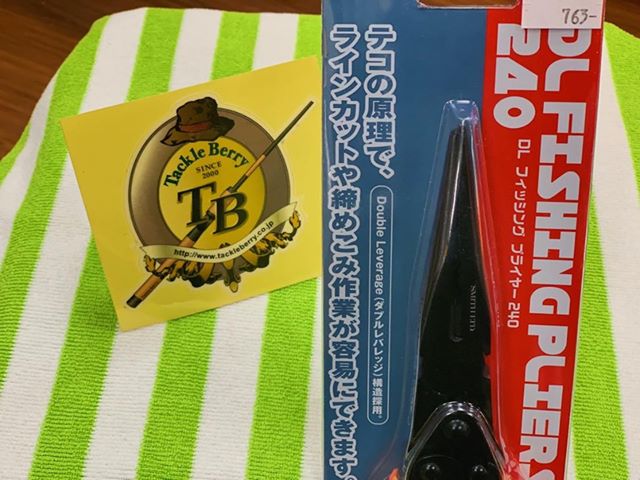 Tackle Berry
SINCE
2000
TB
http://www.tackleberry.co.jp
763-
DL FISHING PLIERS
240
DL フィッシング プライヤー 240
テコの原理で、
ラインカットや締めこみ作業が容易にできます。
Double Leverage（ダブルレバレッジ）構造採用。